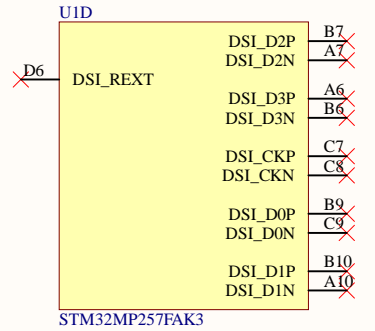 U1D
D6 DSI_REXT
DSI_D2P B7
DSI_D2N A7
DSI_D3P A6
DSI_D3N B6
DSI_CKP C7
DSI_CKN C8
DSI_D0P B9
DSI_D0N C9
DSI_D1P B10
DSI_D1N A10
STM32MP257FAK3